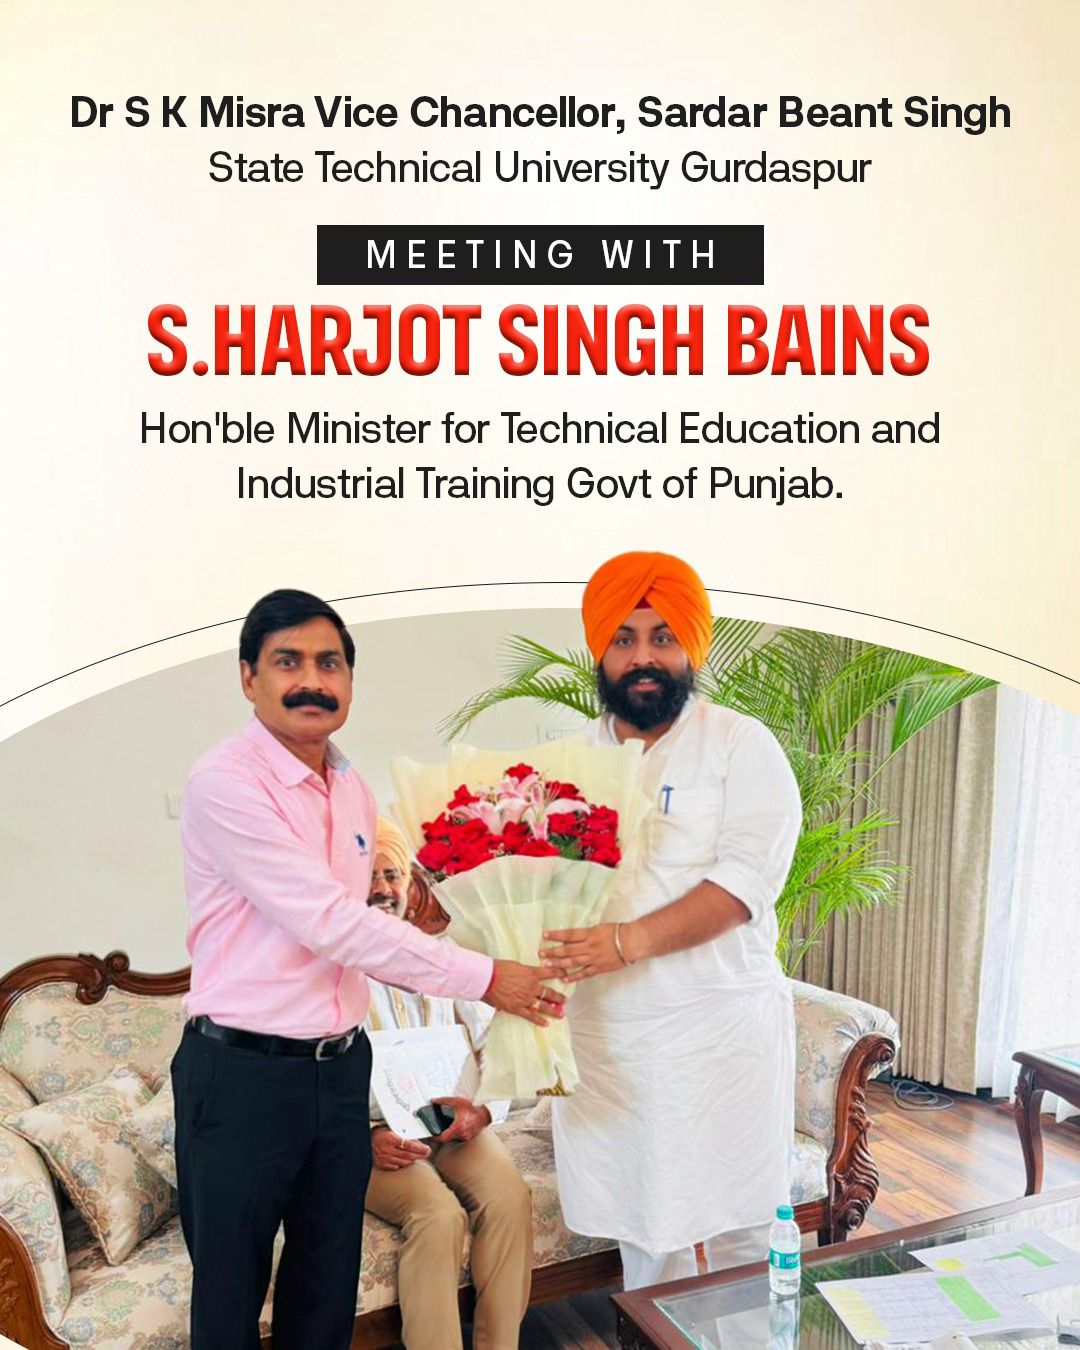 Dr S K Misra Vice Chancellor, Sardar Beant Singh
State Technical University Gurdaspur
MEETING WITH
S.HARJOT SINGH BAINS
Hon'ble Minister for Technical Education and
Industrial Training Govt of Punjab.